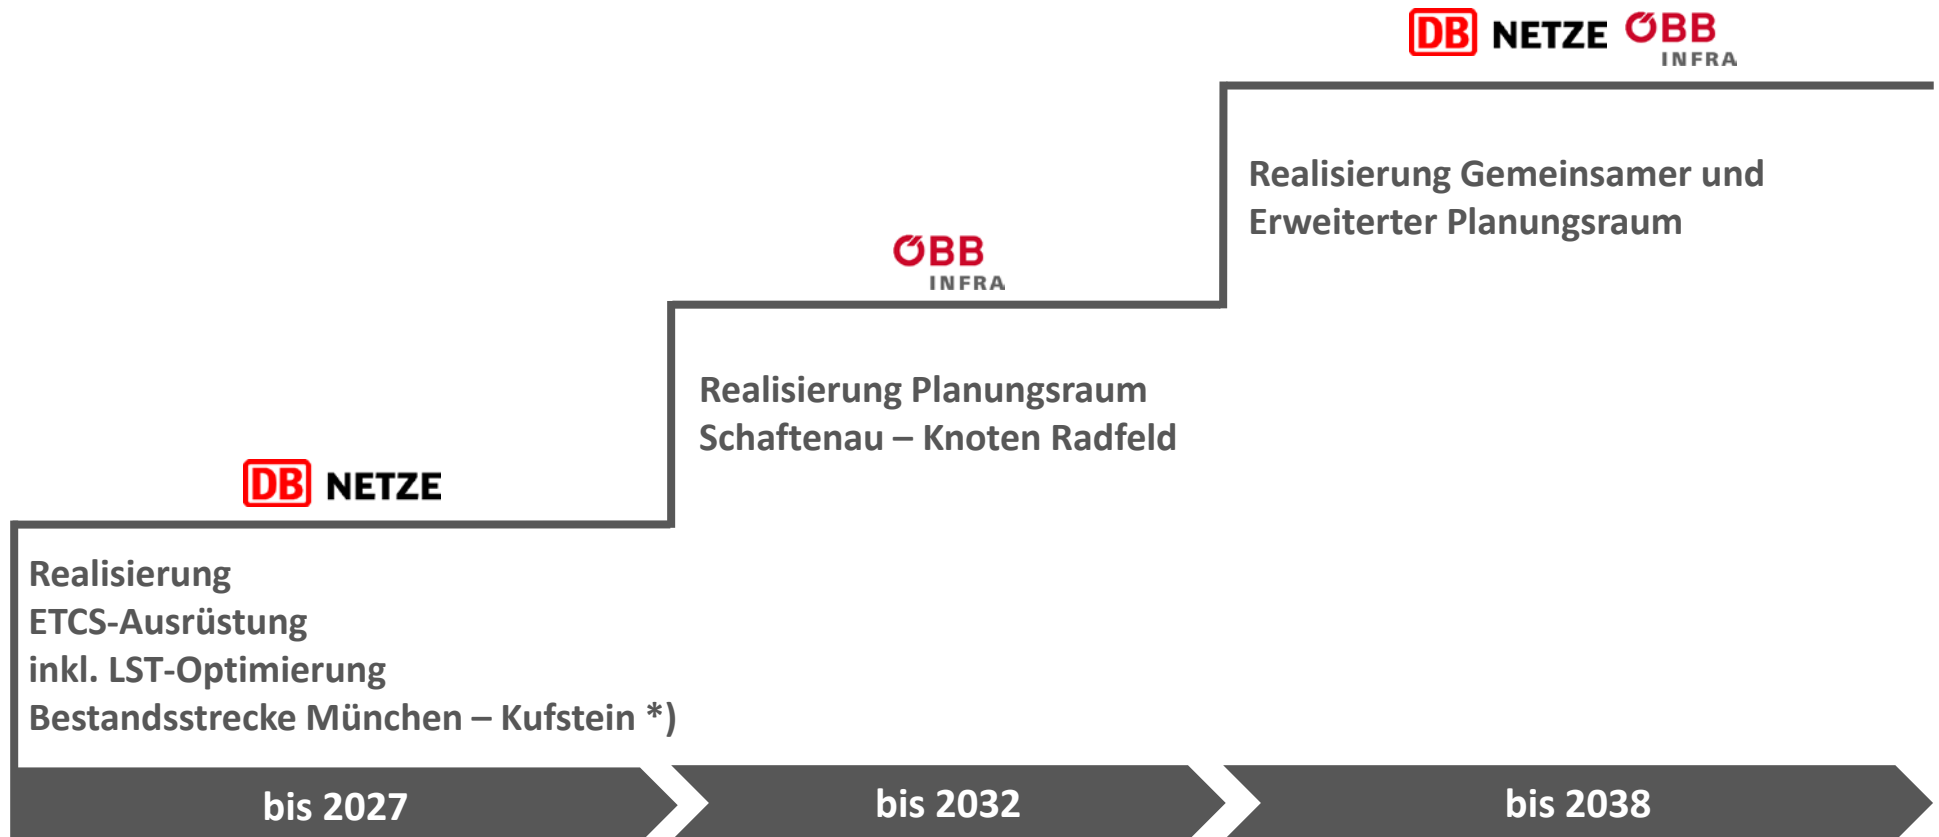 DB NETZE ÖBB
INFRA
Realisierung Gemeinsamer und
Erweiterter Planungsraum
ÖBB
INFRA
Realisierung Planungsraum
Schaftenau – Knoten Radfeld
DB NETZE
Realisierung
ETCS-Ausrüstung
inkl. LST-Optimierung
Bestandsstrecke München – Kufstein *)
bis 2027
bis 2032
bis 2038